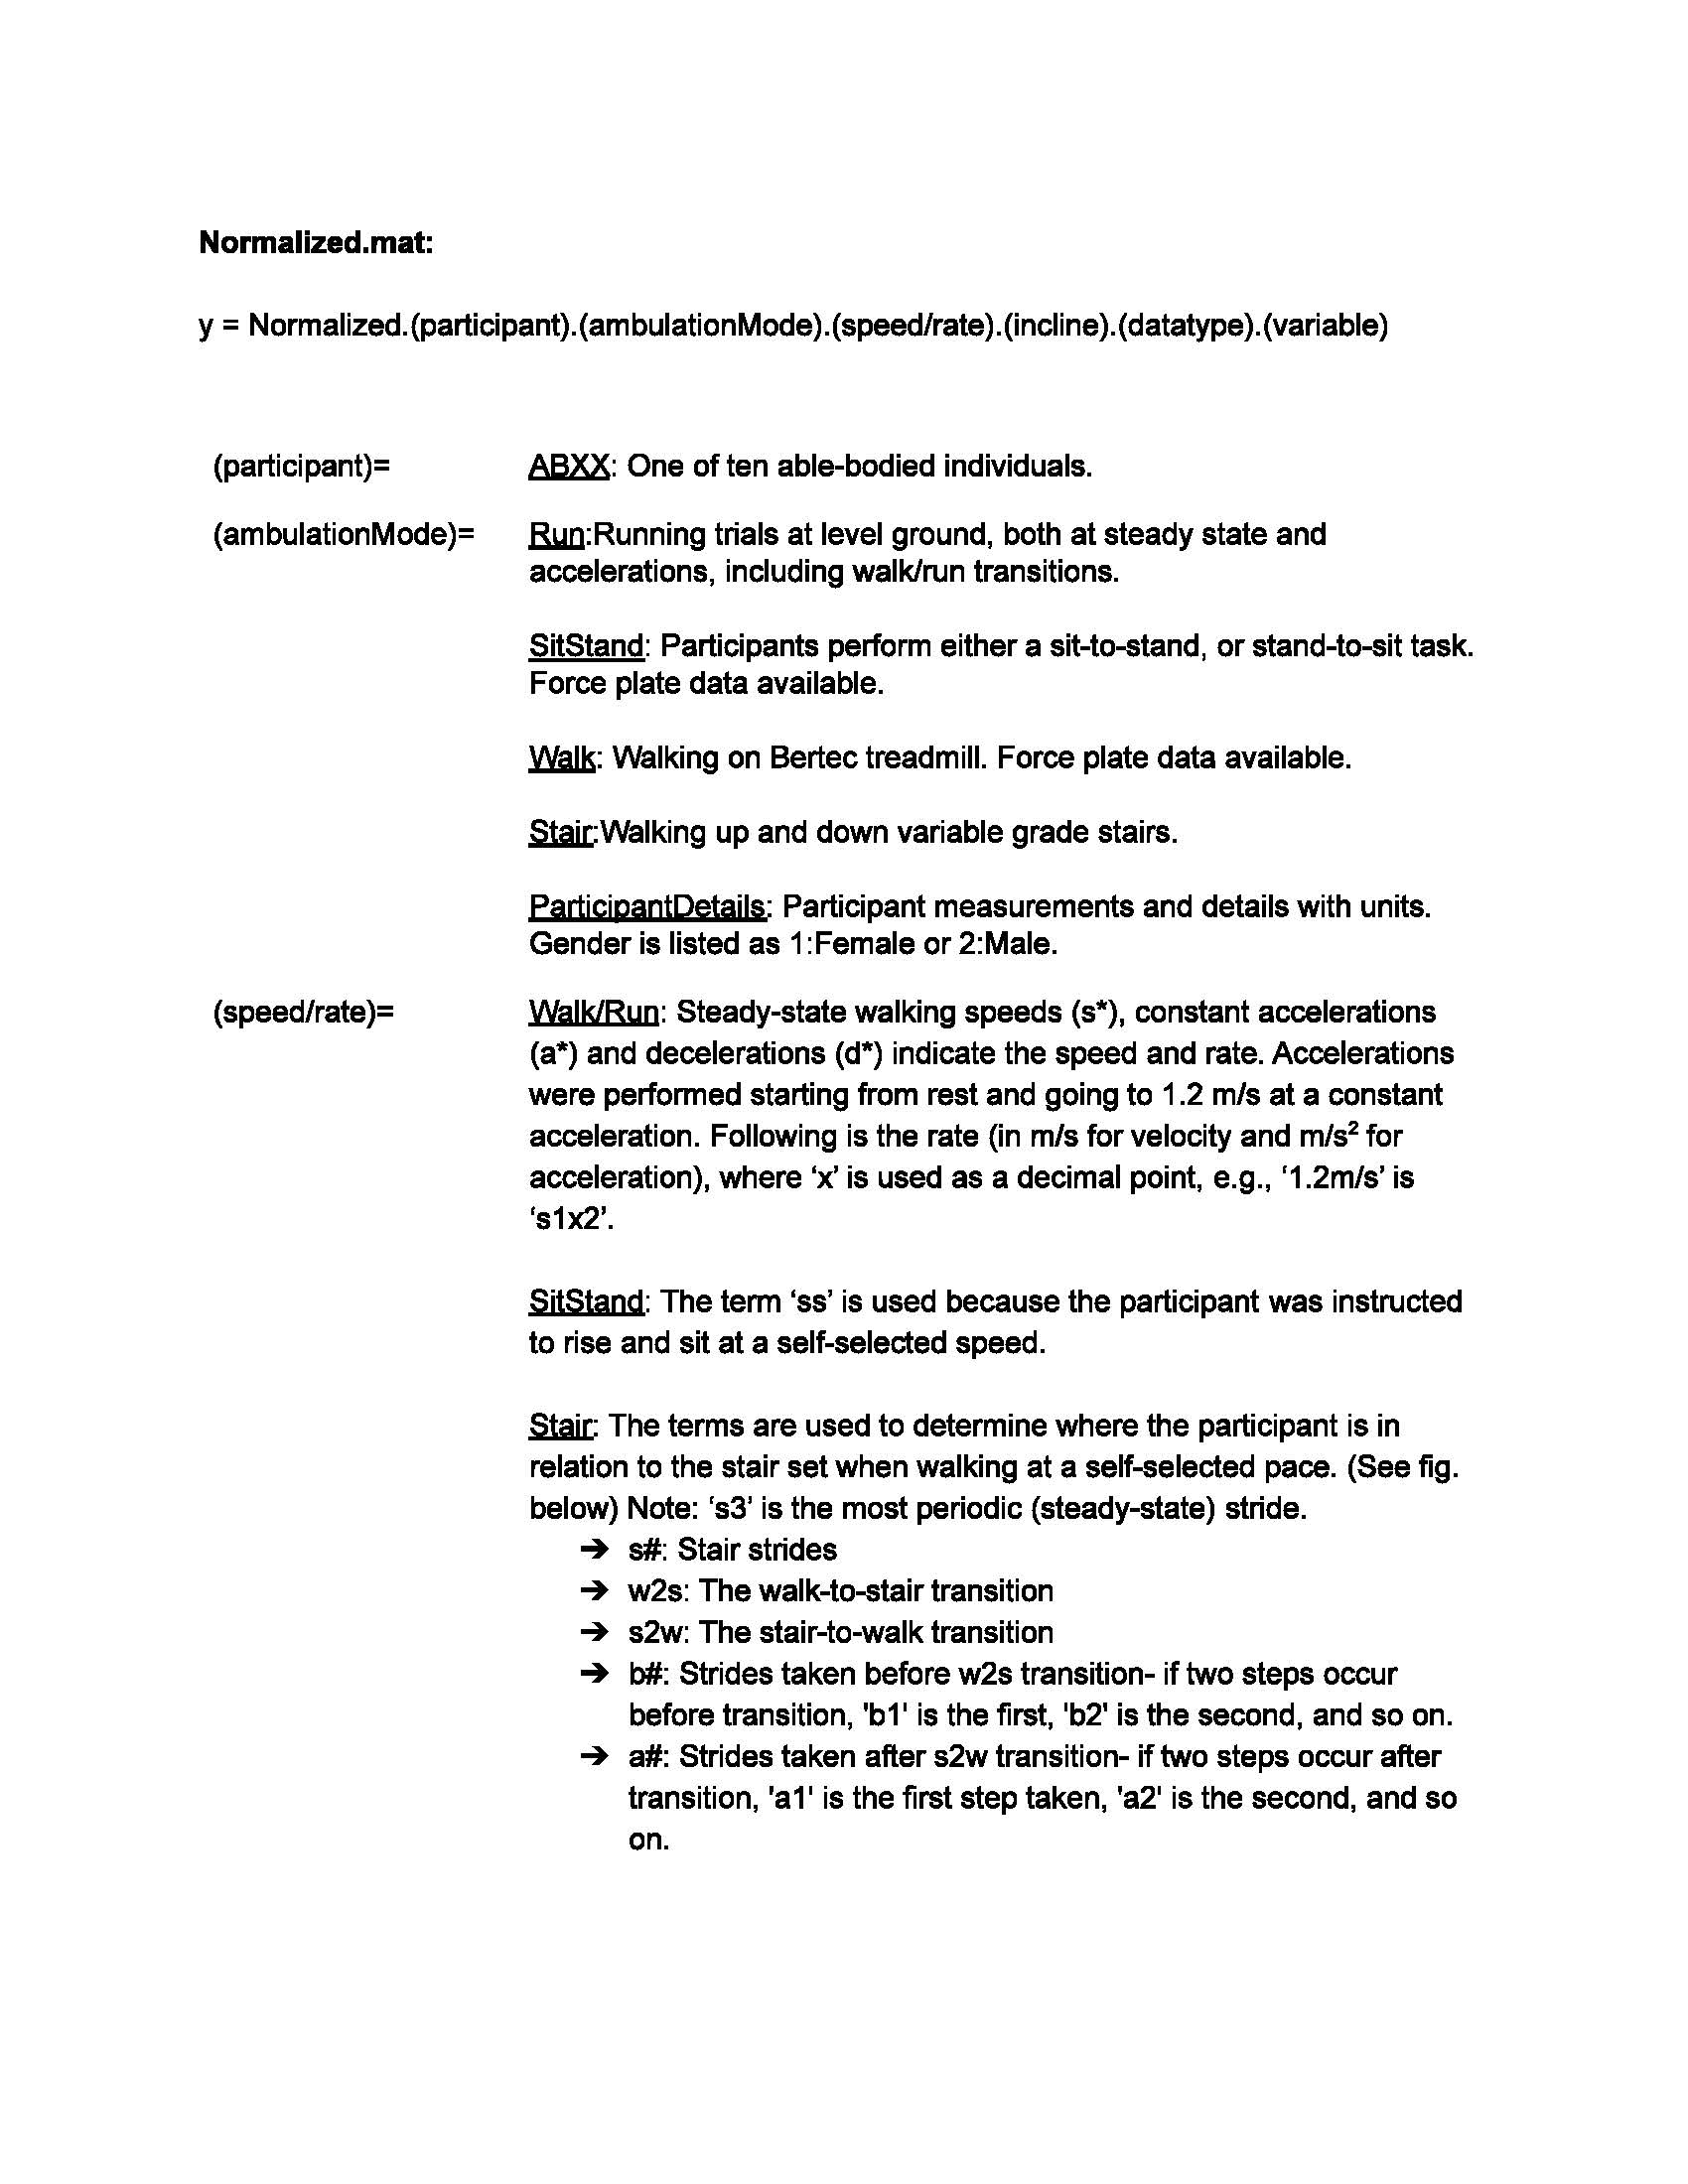 Normalized.mat:
y = Normalized.(participant).(ambulationMode).(speed/rate).(incline).(datatype).(variable)
(participant)= ABXX: One of ten able-bodied individuals.
(ambulationMode)= Run:Running trials at level ground, both at steady state and
accelerations, including walk/run transitions.
SitStand: Participants perform either a sit-to-stand, or stand-to-sit task.
Force plate data available.
Walk: Walking on Bertec treadmill. Force plate data available.
Stair:Walking up and down variable grade stairs.
ParticipantDetails: Participant measurements and details with units.
Gender is listed as 1:Female or 2:Male.
(speed/rate)= Walk/Run: Steady-state walking speeds (s*), constant accelerations
(a*) and decelerations (d*) indicate the speed and rate. Accelerations
were performed starting from rest and going to 1.2 m/s at a constant
acceleration. Following is the rate (in m/s for velocity and m/s² for
acceleration), where ‘x’ is used as a decimal point, e.g., ‘1.2m/s’ is
‘s1x2’.
SitStand: The term ‘ss’ is used because the participant was instructed
to rise and sit at a self-selected speed.
Stair: The terms are used to determine where the participant is in
relation to the stair set when walking at a self-selected pace. (See fig.
below) Note: ‘s3’ is the most periodic (steady-state) stride.
➔ s#: Stair strides
➔ w2s: The walk-to-stair transition
➔ s2w: The stair-to-walk transition
➔ b#: Strides taken before w2s transition- if two steps occur
before transition, 'b1' is the first, 'b2' is the second, and so on.
➔ a#: Strides taken after s2w transition- if two steps occur after
transition, 'a1' is the first step taken, 'a2' is the second, and so
on.